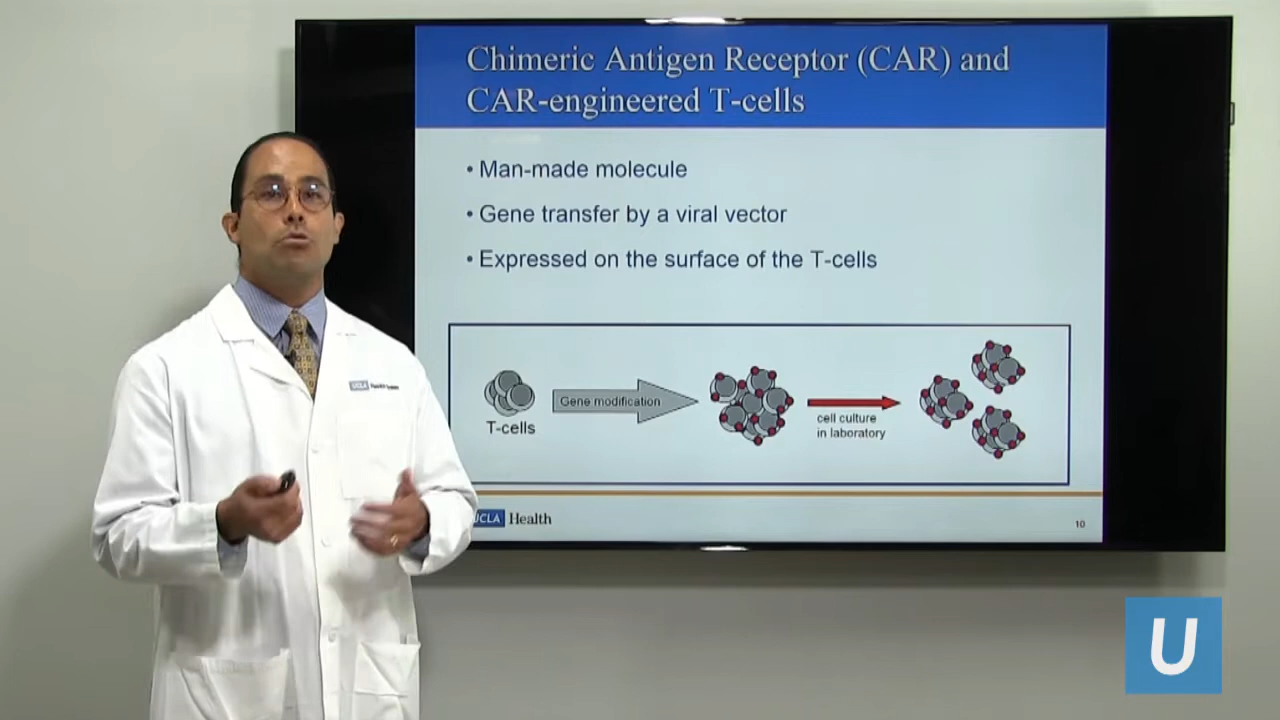 Chimeric Antigen Receptor (CAR) and
CAR-engineered T-cells
• Man-made molecule
• Gene transfer by a viral vector
• Expressed on the surface of the T-cells
T-cells
Gene modification
cell culture
in laboratory
UCLA Health
10
UCLA
U